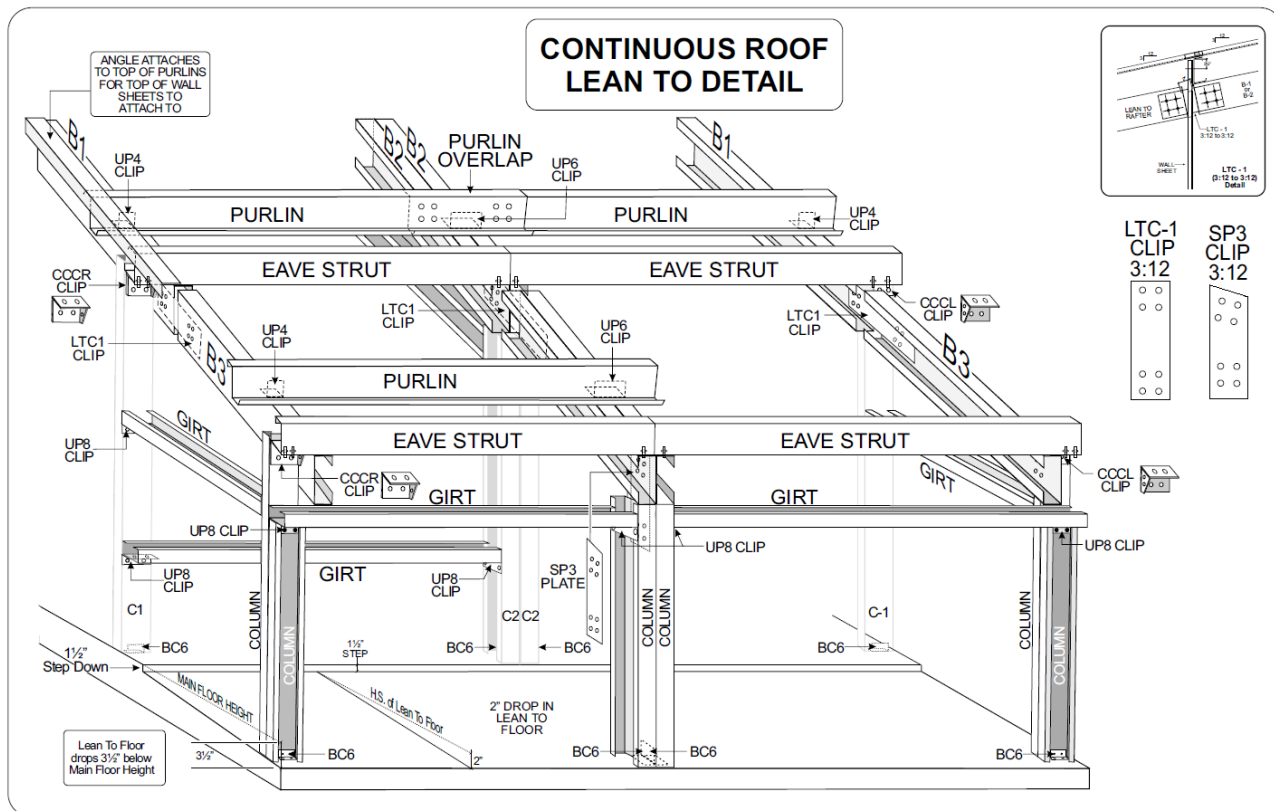 CONTINUOUS ROOF
LEAN TO DETAIL
ANGLE ATTACHES
TO TOP OF PURLINS
FOR TOP OF WALL
SHEETS TO
ATTACH TO
12
3
12
3
B-1
or
B-2
LEAN TO
RAFTER
LTC - 1
3:12 to 3:12
WALL
SHEET
LTC - 1
(3:12 to 3:12)
Detail
B1
B2
B2
B1
UP4
CLIP
PURLIN
OVERLAP
UP6
CLIP
PURLIN
PURLIN
UP4
CLIP
LTC-1
CLIP
3:12
SP3
CLIP
3:12
EAVE STRUT
EAVE STRUT
CCCR
CLIP
CCCL
CLIP
LTC1
CLIP
LTC1
CLIP
LTC1
CLIP
UP4
CLIP
UP6
CLIP
B3
B3
PURLIN
GIRT
UP8
CLIP
EAVE STRUT
EAVE STRUT
CCCR
CLIP
GIRT
GIRT
GIRT
CCCL
CLIP
UP8 CLIP
UP8 CLIP
UP8 CLIP
UP8
CLIP
GIRT
UP8
CLIP
SP3
PLATE
C1
COLUMN
COLUMN
C2
C2
COLUMN
COLUMN
C-1
COLUMN
COLUMN
BC6
1½"
STEP
BC6
BC6
BC6
1½"
Step Down
MAIN FLOOR HEIGHT
H.S. of Lean To Floor
2" DROP IN
LEAN TO
FLOOR
Lean To Floor
drops 3½" below
Main Floor Height
3½"
BC6
2"
BC6
BC6
BC6